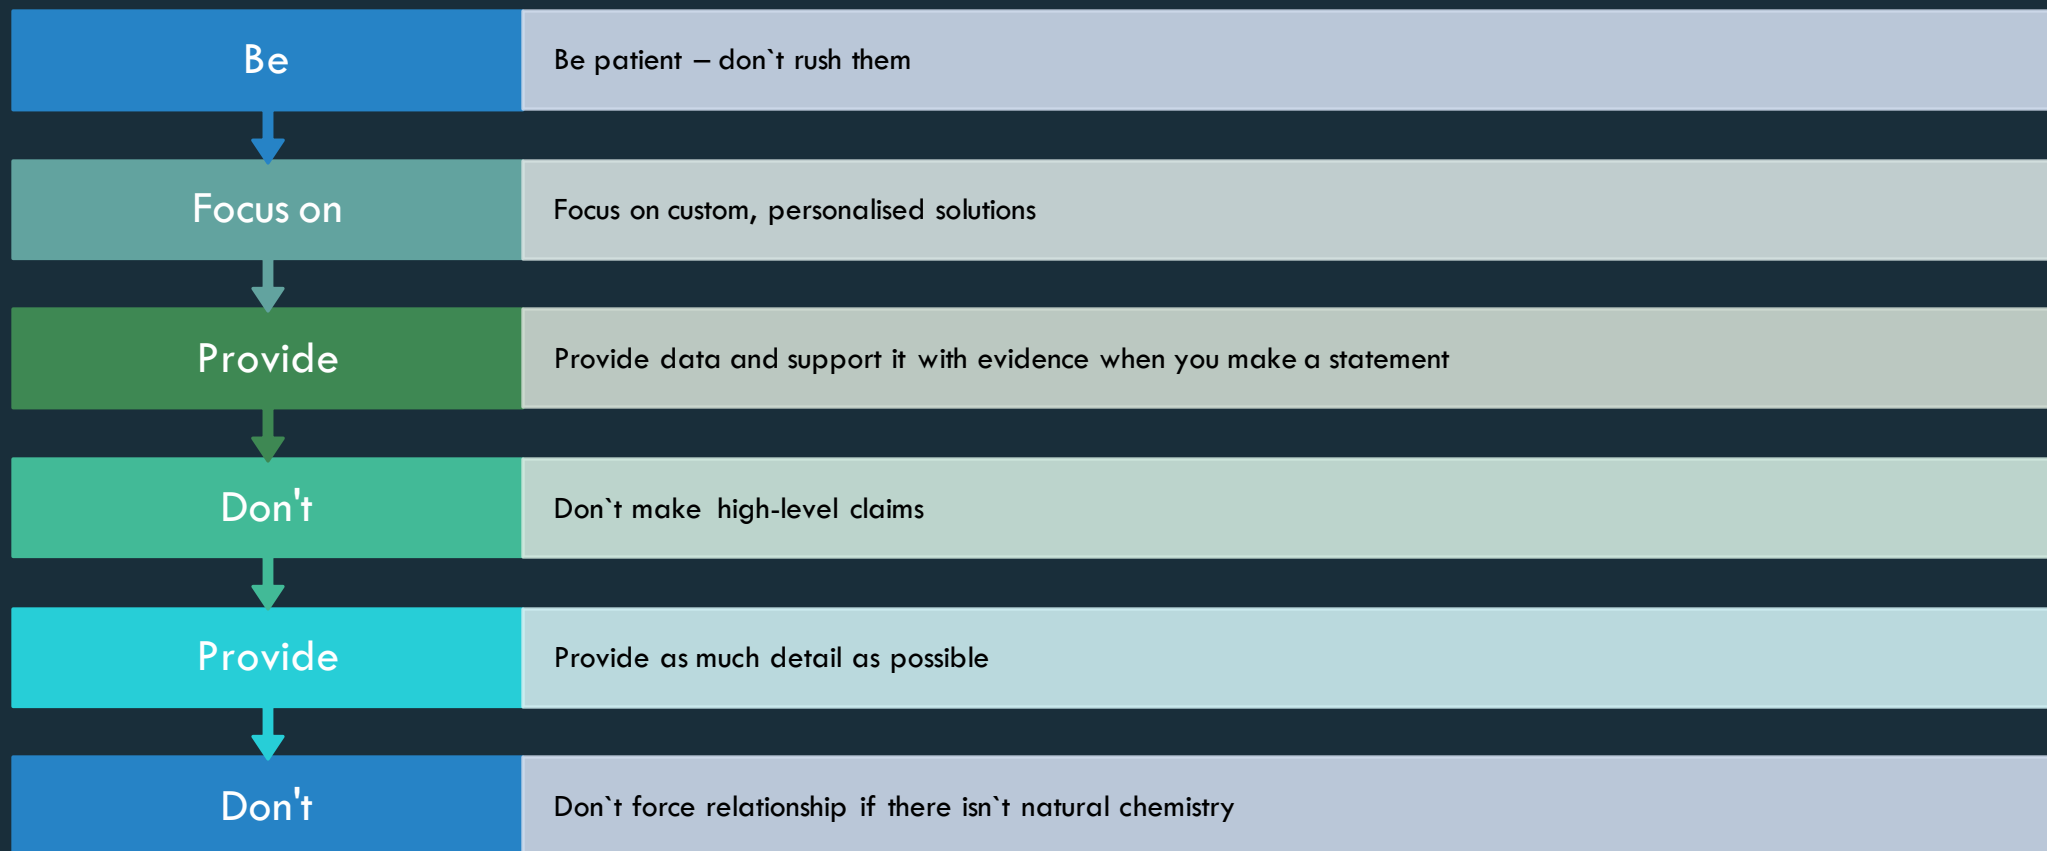 Be
Be patient – don`t rush them
Focus on
Focus on custom, personalised solutions
Provide
Provide data and support it with evidence when you make a statement
Don't
Don`t make high-level claims
Provide
Provide as much detail as possible
Don't
Don`t force relationship if there isn`t natural chemistry